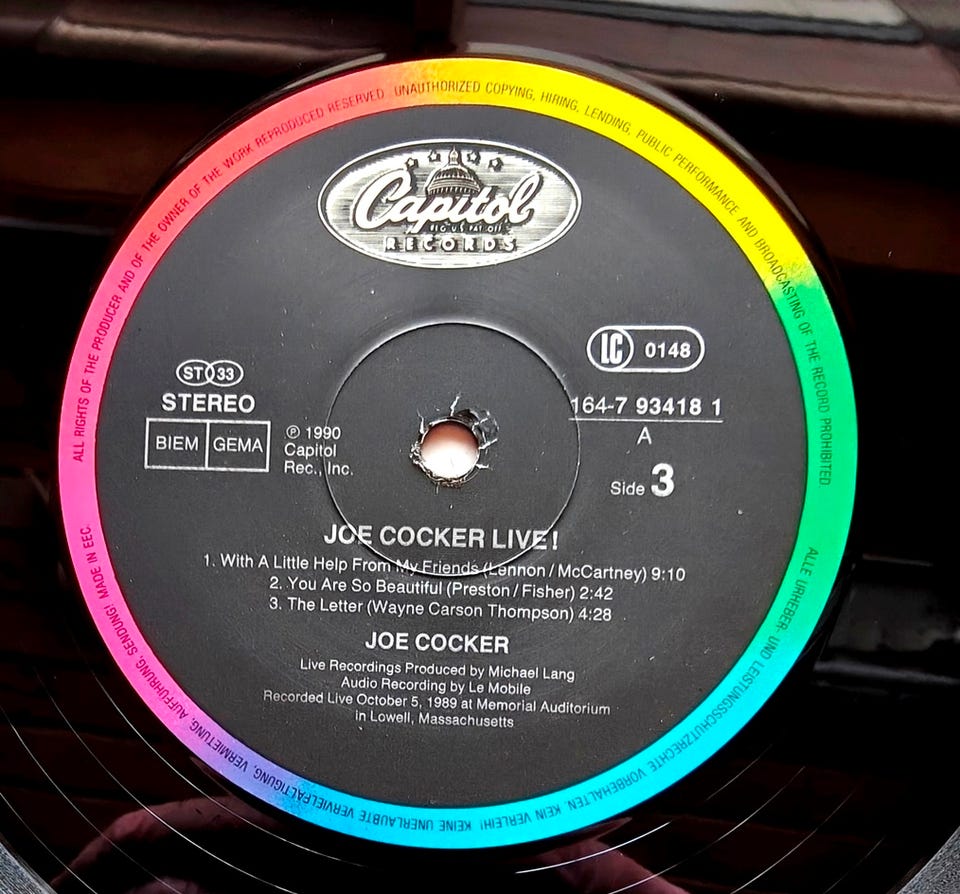 ALL RIGHTS OF THE PRODUCER AND OF THE OWNER OF THE WORK REPRODUCED RESERVED UNAUTHORIZED COPYING, HIRING, LENDING, PUBLIC PERFORMANCE AND BROADCASTING OF THE RECORD PROHIBITED
Capitol
REG. U.S. PAT. OFF.
RECORDS
LC 0148
ST 33
STEREO
BIEM GEMA
℗ 1990
Capitol
Rec., Inc.
164-7 93418 1
A
Side 3
JOE COCKER LIVE!
1. With A Little Help From My Friends (Lennon / McCartney) 9:10
2. You Are So Beautiful (Preston / Fisher) 2:42
3. The Letter (Wayne Carson Thompson) 4:28
JOE COCKER
Live Recordings Produced by Michael Lang
Audio Recording by Le Mobile
Recorded Live October 5, 1989 at Memorial Auditorium
in Lowell, Massachusetts
ALLE URHEBER- UND LEISTUNGSSCHUTZRECHTE VORBEHALTEN. KEIN VERLEIH! KEINE UNERLAUBTE VERVIELFÄLTIGUNG, VERMIETUNG, AUFFÜHRUNG, SENDUNG! MADE IN EEC.